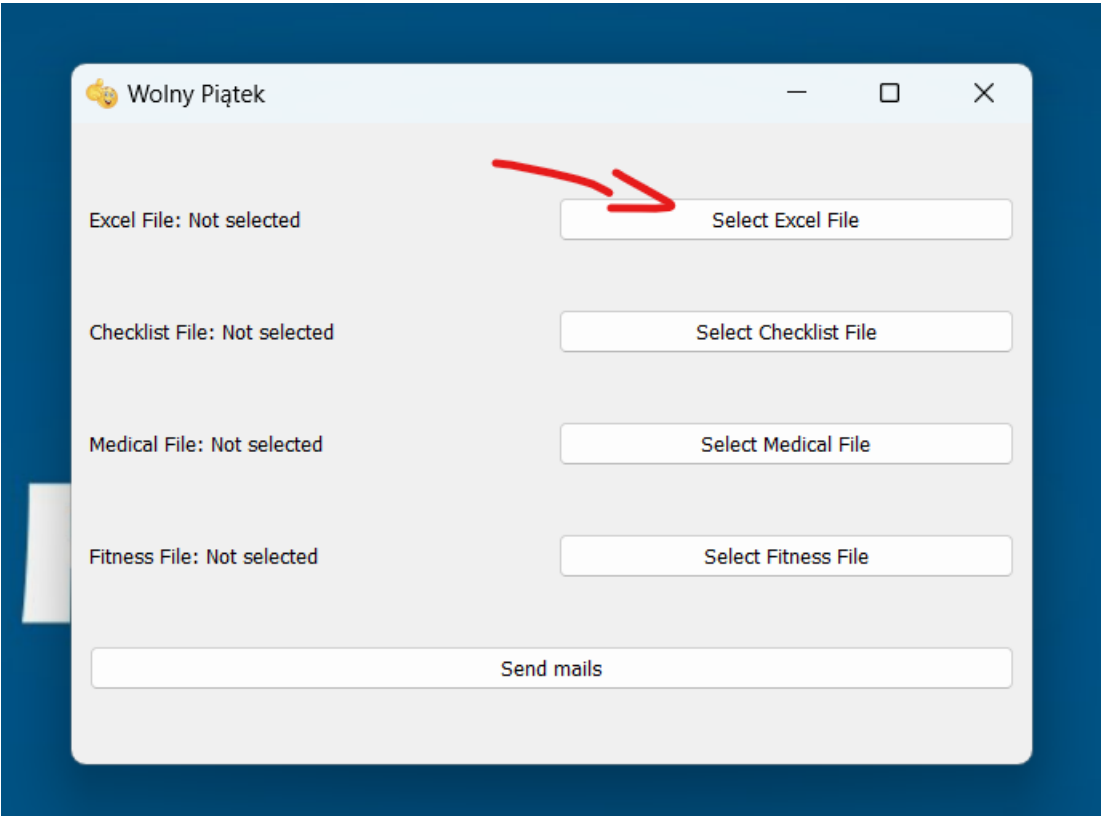 Wolny Piątek
Excel File: Not selected
Select Excel File
Checklist File: Not selected
Select Checklist File
Medical File: Not selected
Select Medical File
Fitness File: Not selected
Select Fitness File
Send mails